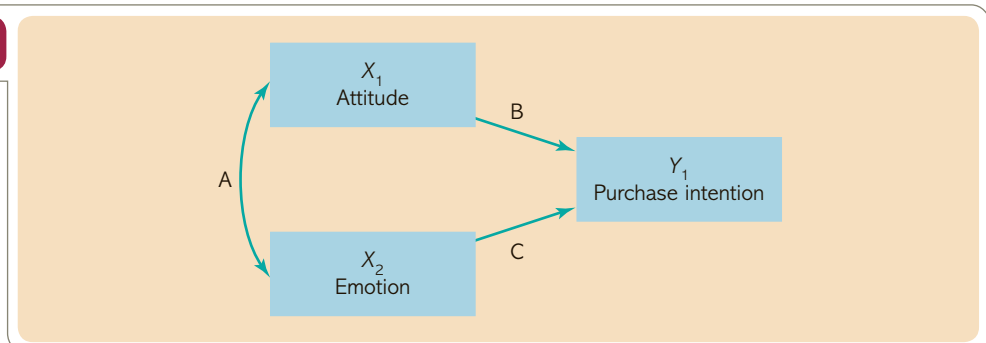 X₁
Attitude
B
A
Y₁
Purchase intention
X₂
Emotion
C